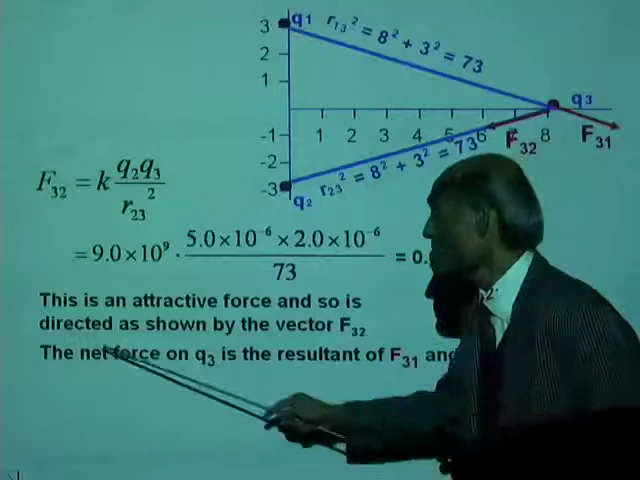 3 q1 r₁₃² = 8² + 3² = 73
2
1
q3
-1 1 2 3 4 5 6 7 8 F₃₂ F₃₁
-2
-3 r₂₃² = 8² + 3² = 73
q₂
F₃₂ = k q₂q₃ / r₂₃²
= 9.0×10⁹ · 5.0×10⁻⁶ × 2.0×10⁻⁶ / 73 = 0.
This is an attractive force and so is
directed as shown by the vector F₃₂
The net force on q₃ is the resultant of F₃₁ an